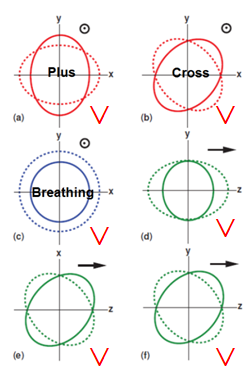 y y
Plus x Cross x
(a) (b)
y y
Breathing x z
(c) (d)
x y
z z
(e) (f)